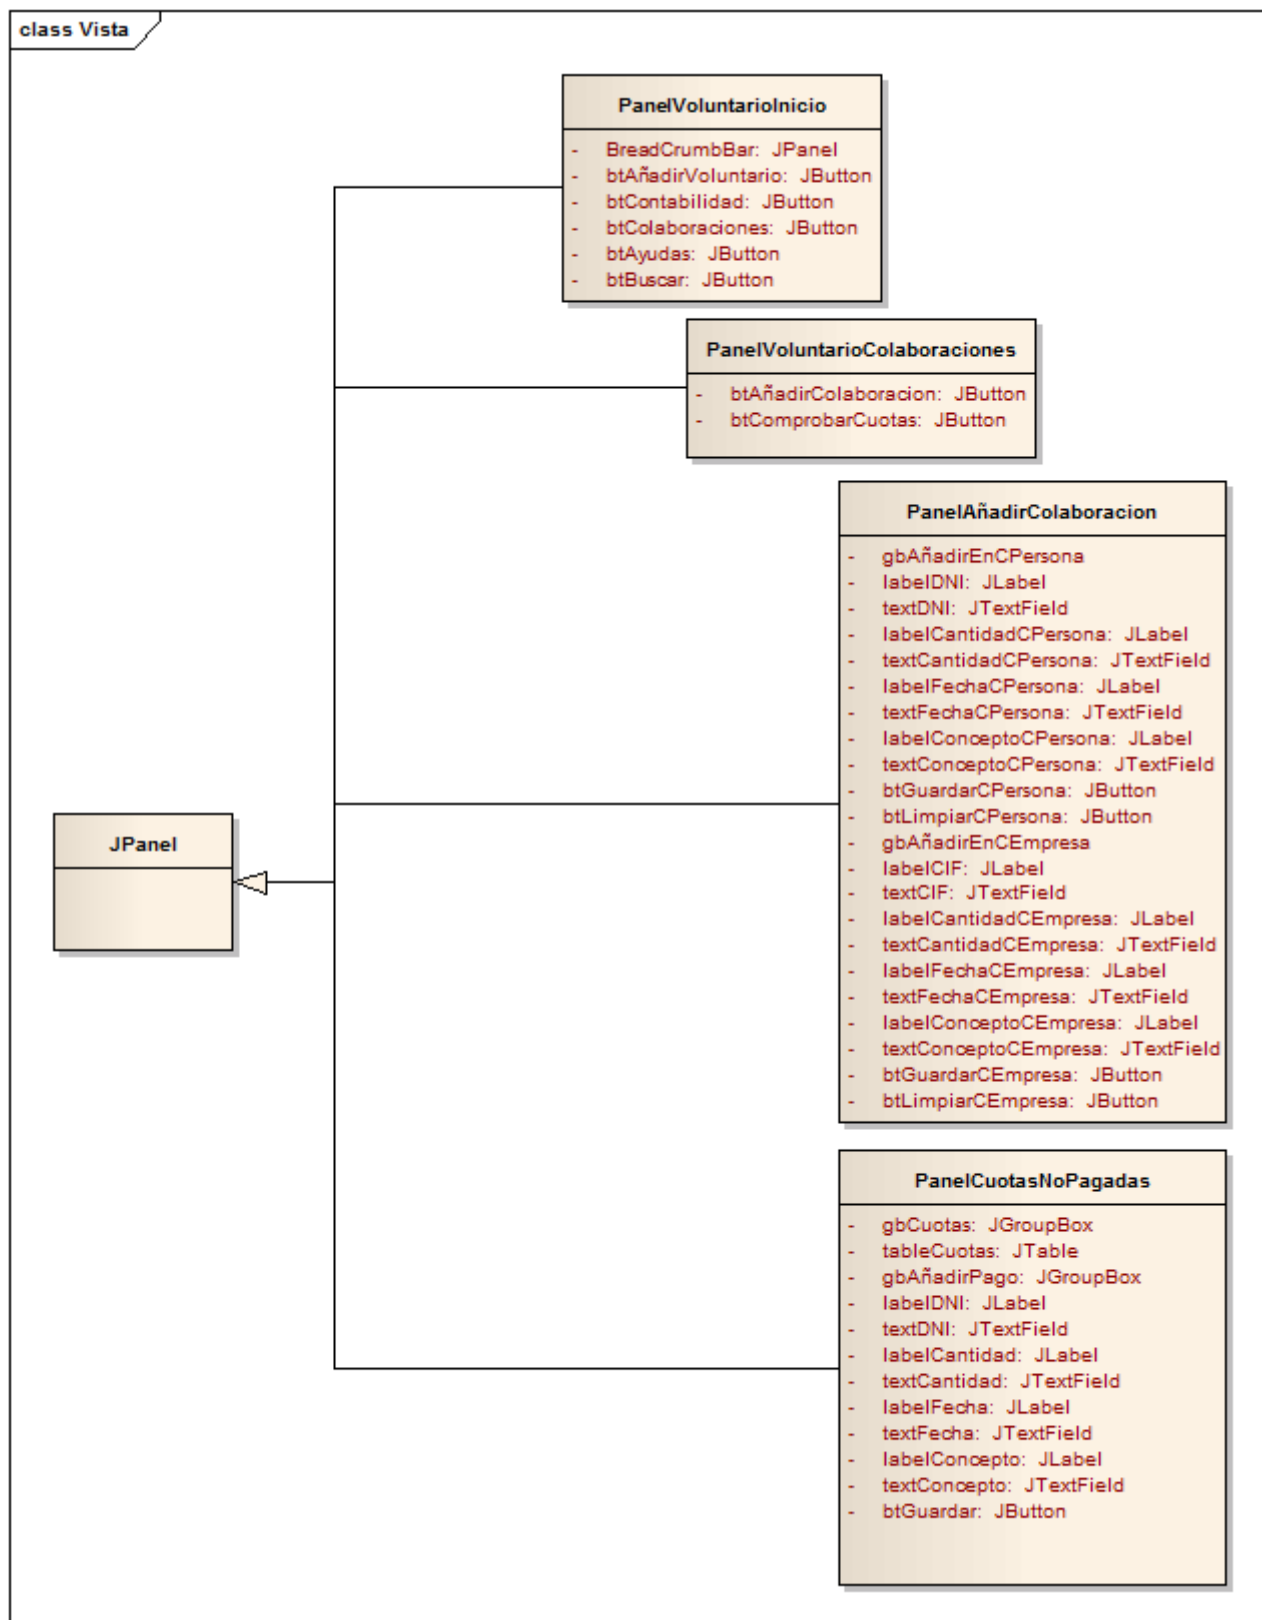 class Vista
PanelVoluntarioInicio
- BreadCrumbBar: JPanel
- btAñadirVoluntario: JButton
- btContabilidad: JButton
- btColaboraciones: JButton
- btAyudas: JButton
- btBuscar: JButton
PanelVoluntarioColaboraciones
- btAñadirColaboracion: JButton
- btComprobarCuotas: JButton
PanelAñadirColaboracion
- gbAñadirEnCPersona
- labelDNI: JLabel
- textDNI: JTextField
- labelCantidadCPersona: JLabel
- textCantidadCPersona: JTextField
- labelFechaCPersona: JLabel
- textFechaCPersona: JTextField
- labelConceptoCPersona: JLabel
- textConceptoCPersona: JTextField
- btGuardarCPersona: JButton
- btLimpiarCPersona: JButton
- gbAñadirEnCEmpresa
- labelCIF: JLabel
- textCIF: JTextField
- labelCantidadCEmpresa: JLabel
- textCantidadCEmpresa: JTextField
- labelFechaCEmpresa: JLabel
- textFechaCEmpresa: JTextField
- labelConceptoCEmpresa: JLabel
- textConceptoCEmpresa: JTextField
- btGuardarCEmpresa: JButton
- btLimpiarCEmpresa: JButton
JPanel
PanelCuotasNoPagadas
- gbCuotas: JGroupBox
- tableCuotas: JTable
- gbAñadirPago: JGroupBox
- labelDNI: JLabel
- textDNI: JTextField
- labelCantidad: JLabel
- textCantidad: JTextField
- labelFecha: JLabel
- textFecha: JTextField
- labelConcepto: JLabel
- textConcepto: JTextField
- btGuardar: JButton